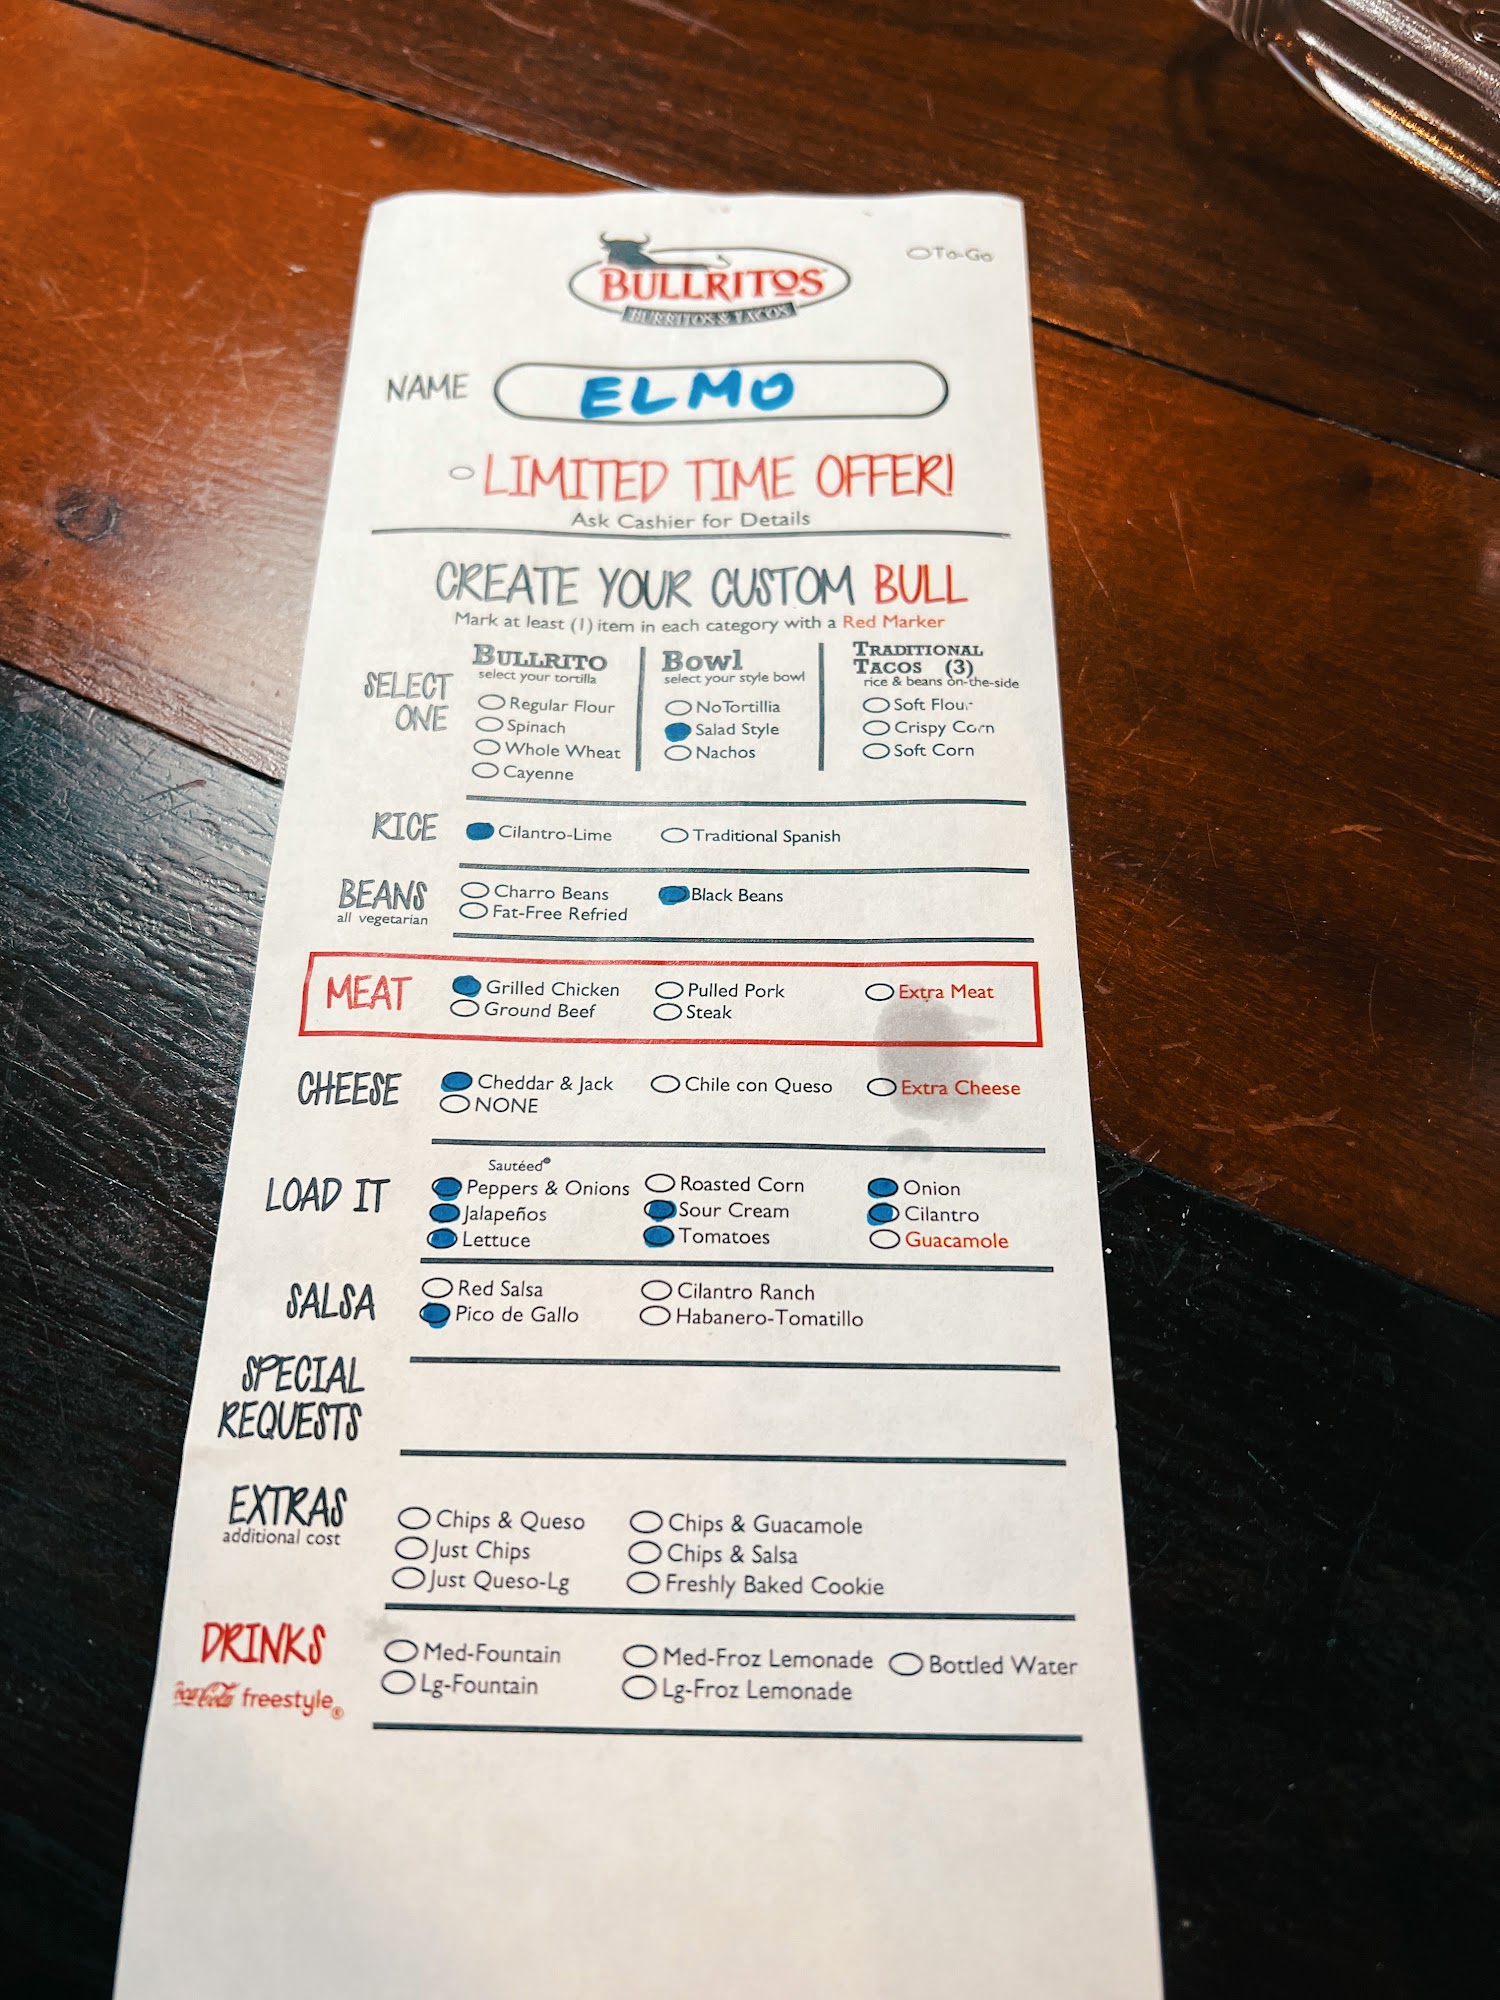 To-Go
BULLRITOS
BURRITOS & TACOS
NAME ELMO
LIMITED TIME OFFER!
Ask Cashier for Details
CREATE YOUR CUSTOM BULL
Mark at least (1) item in each category with a Red Marker
SELECT ONE
BULLRITO
select your tortilla
Regular Flour
Spinach
Whole Wheat
Cayenne
Bowl
select your style bowl
No Tortillia
Salad Style
Nachos
TRADITIONAL
TACOS (3)
rice & beans on-the-side
Soft Flour
Crispy Corn
Soft Corn
RICE
Cilantro-Lime Traditional Spanish
BEANS
all vegetarian
Charro Beans Black Beans
Fat-Free Refried
MEAT
Grilled Chicken Pulled Pork Extra Meat
Ground Beef Steak
CHEESE
Cheddar & Jack Chile con Queso Extra Cheese
NONE
LOAD IT
Sautéed
Peppers & Onions Roasted Corn Onion
Jalapeños Sour Cream Cilantro
Lettuce Tomatoes Guacamole
SALSA
Red Salsa Cilantro Ranch
Pico de Gallo Habanero-Tomatillo
SPECIAL
REQUESTS
EXTRAS
additional cost
Chips & Queso Chips & Guacamole
Just Chips Chips & Salsa
Just Queso-Lg Freshly Baked Cookie
DRINKS
Coca-Cola freestyle®
Med-Fountain Med-Froz Lemonade Bottled Water
Lg-Fountain Lg-Froz Lemonade